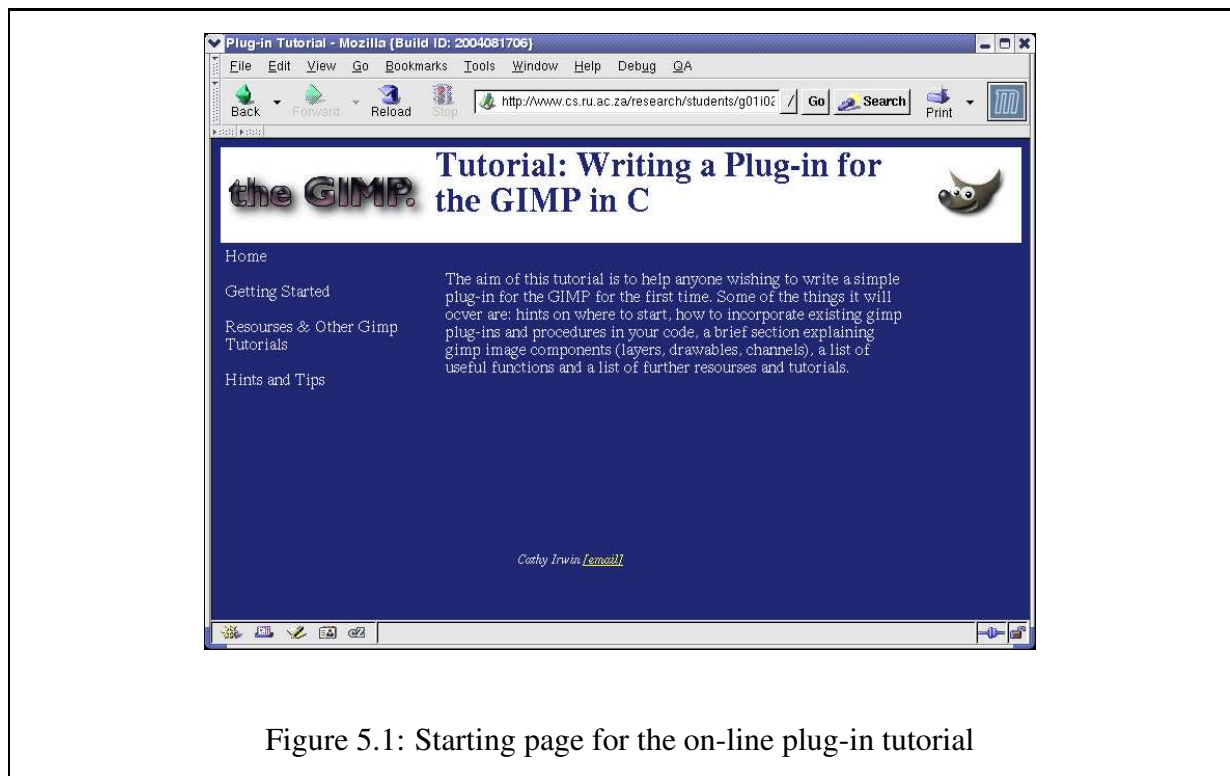 Plug-in Tutorial - Mozilla {Build ID: 2004081706}
File Edit View Go Bookmarks Tools Window Help Debug QA
Back Forward Reload Stop http://www.cs.ru.ac.za/research/students/g01i02 Go Search Print
the GIMP.
Tutorial: Writing a Plug-in for
the GIMP in C
Home
Getting Started
Resourses & Other Gimp
Tutorials
Hints and Tips
The aim of this tutorial is to help anyone wishing to write a simple
plug-in for the GIMP for the first time. Some of the things it will
ocver are: hints on where to start, how to incorporate existing gimp
plug-ins and procedures in your code, a brief section explaining
gimp image components (layers, drawables, channels), a list of
useful functions and a list of further resourses and tutorials.
Cathy Irwin [email]
Figure 5.1: Starting page for the on-line plug-in tutorial